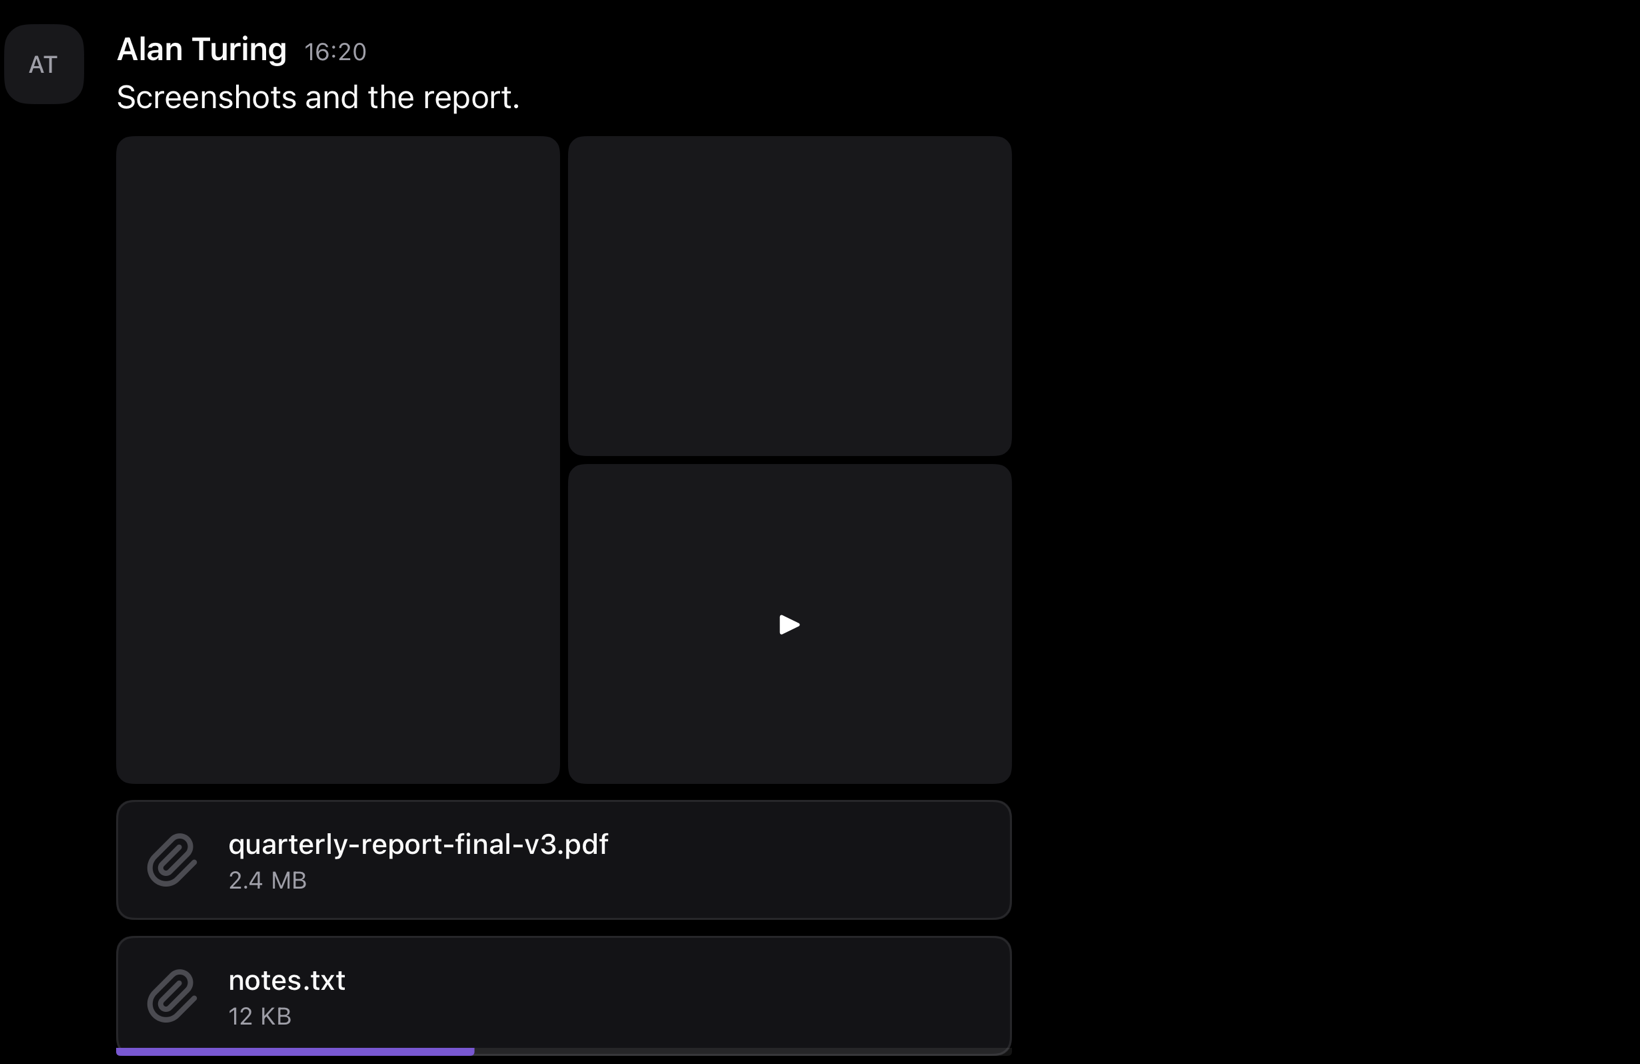 AT
Alan Turing 16:20
Screenshots and the report.
quarterly-report-final-v3.pdf
2.4 MB
notes.txt
12 KB